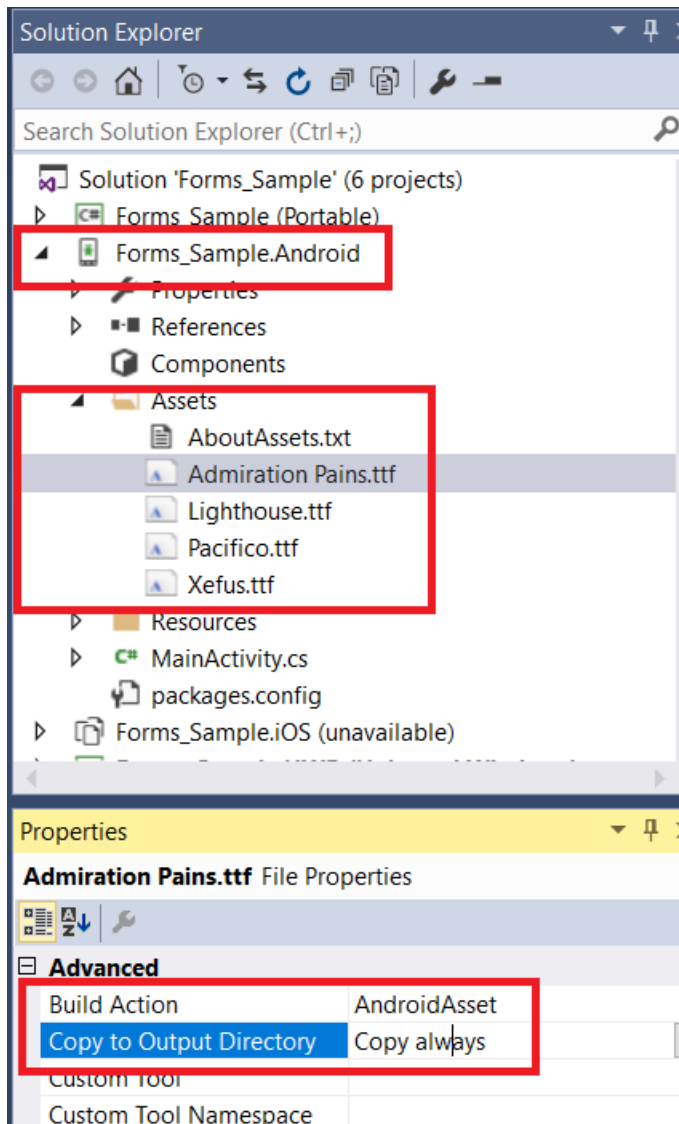 Solution Explorer
Search Solution Explorer (Ctrl+;)
Solution 'Forms_Sample' (6 projects)
C# Forms_Sample (Portable)
Forms_Sample.Android
Properties
References
Components
Assets
AboutAssets.txt
Admiration Pains.ttf
Lighthouse.ttf
Pacifico.ttf
Xefus.ttf
Resources
C# MainActivity.cs
packages.config
Forms_Sample.iOS (unavailable)
Properties
Admiration Pains.ttf File Properties
Advanced
Build Action AndroidAsset
Copy to Output Directory Copy always
Custom Tool
Custom Tool Namespace